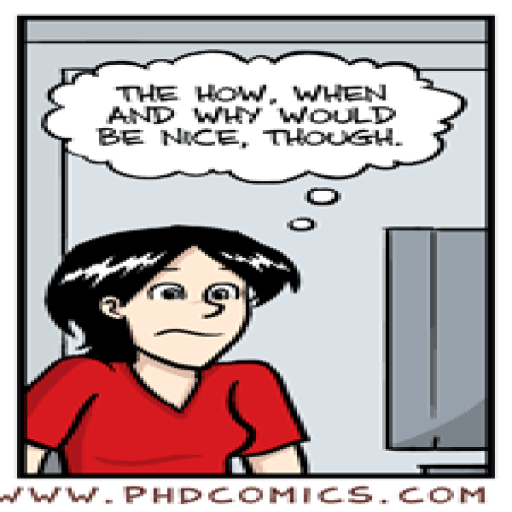 THE HOW, WHEN
AND WHY WOULD
BE NICE, THOUGH.
WWW.PHDCOMICS.COM